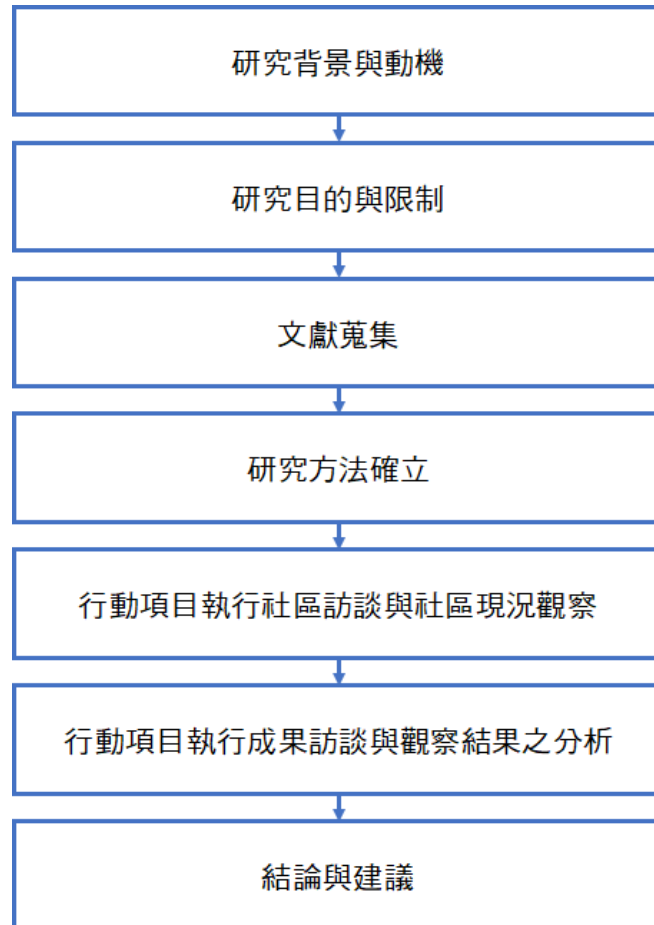 研究背景與動機
研究目的與限制
文獻蒐集
研究方法確立
行動項目執行社區訪談與社區現況觀察
行動項目執行成果訪談與觀察結果之分析
結論與建議